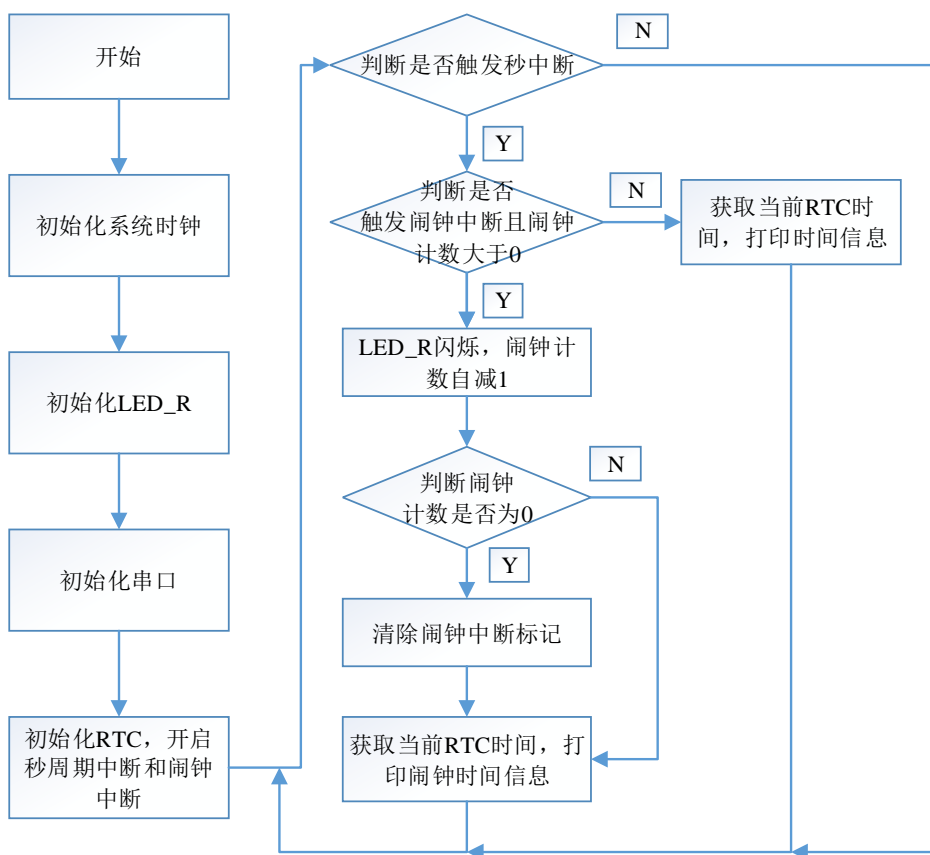 开始
初始化系统时钟
初始化LED_R
初始化串口
初始化RTC，开启
秒周期中断和闹钟
中断
判断是否触发秒中断
N
Y
判断是否
触发闹钟中断且闹钟
计数大于0
N
获取当前RTC时
间，打印时间信息
Y
LED_R闪烁，闹钟计
数自减1
判断闹钟
计数是否为0
N
Y
清除闹钟中断标记
获取当前RTC时间，打
印闹钟时间信息